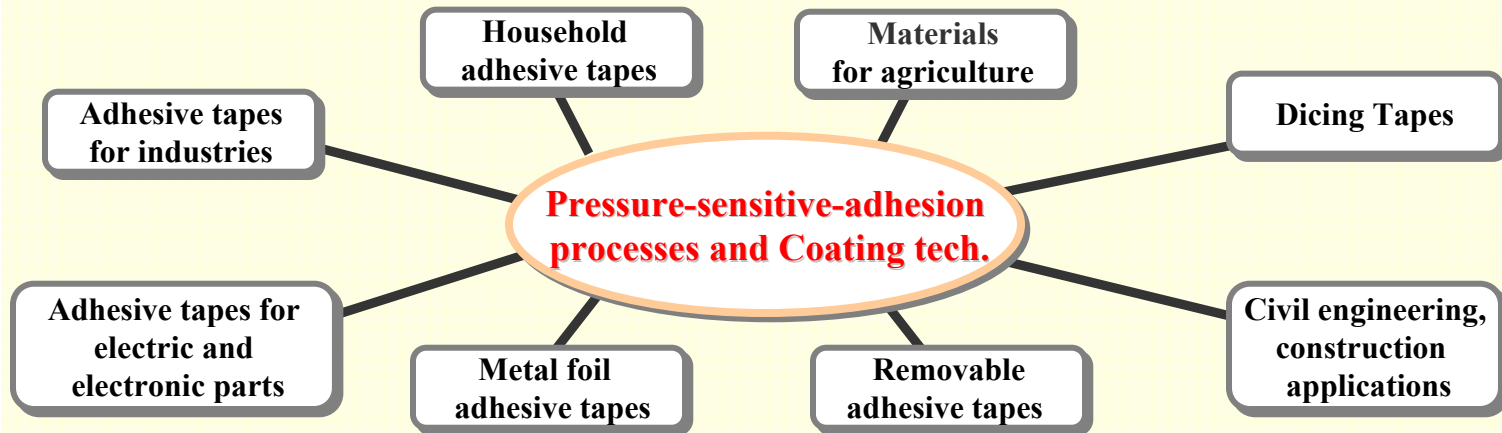 Household
adhesive tapes
Materials
for agriculture
Adhesive tapes
for industries
Dicing Tapes
Pressure-sensitive-adhesion
processes and Coating tech.
Adhesive tapes for
electric and
electronic parts
Metal foil
adhesive tapes
Removable
adhesive tapes
Civil engineering,
construction
applications